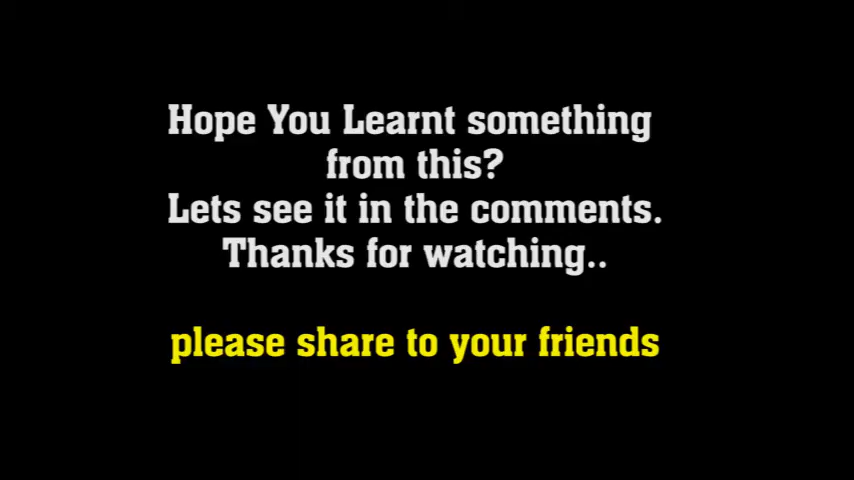 Hope You Learnt something
from this?
Lets see it in the comments.
Thanks for watching..
please share to your friends